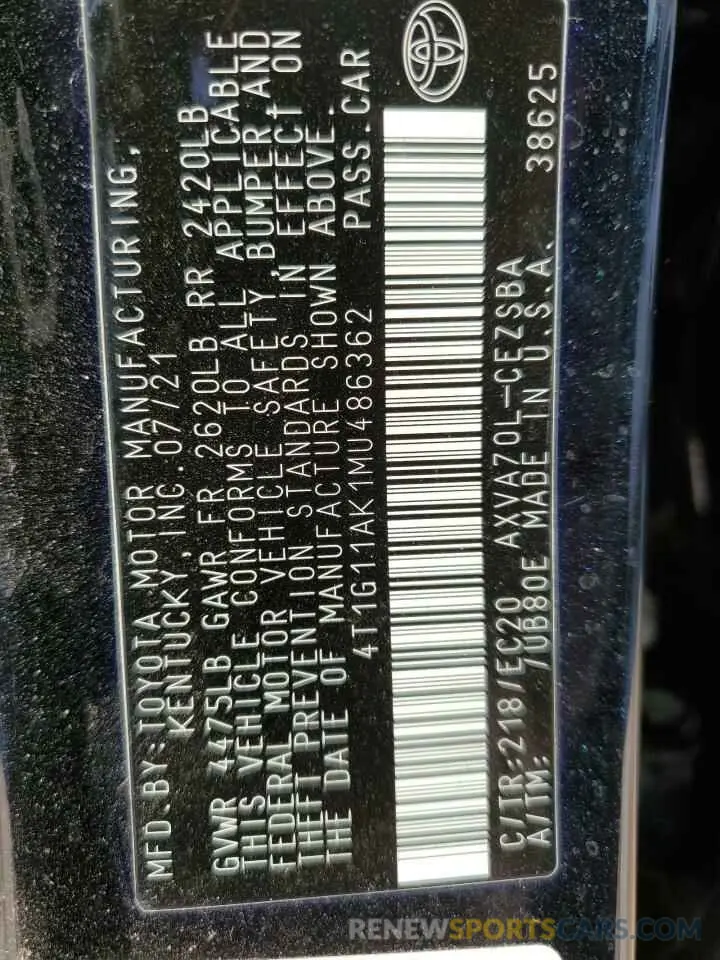 MFD.BY:TOYOTA MOTOR MANUFACTURING,
KENTUCKY,INC.07/21
GVWR 4475LB GAWR FR 2620LB RR 2420LB
THIS VEHICLE CONFORMS TO ALL APPLICABLE
FEDERAL MOTOR VEHICLE SAFETY,BUMPER AND
THEFT PREVENTION STANDARDS IN EFFECT ON
THE DATE OF MANUFACTURE SHOWN ABOVE.
4T1G11AK1MU486362 PASS.CAR
C/TR:218/EC20 AXVA70L-CEZSBA 38625
A/TM: /UB80E MADE IN U.S.A.
RENEWSPORTSCARS.COM